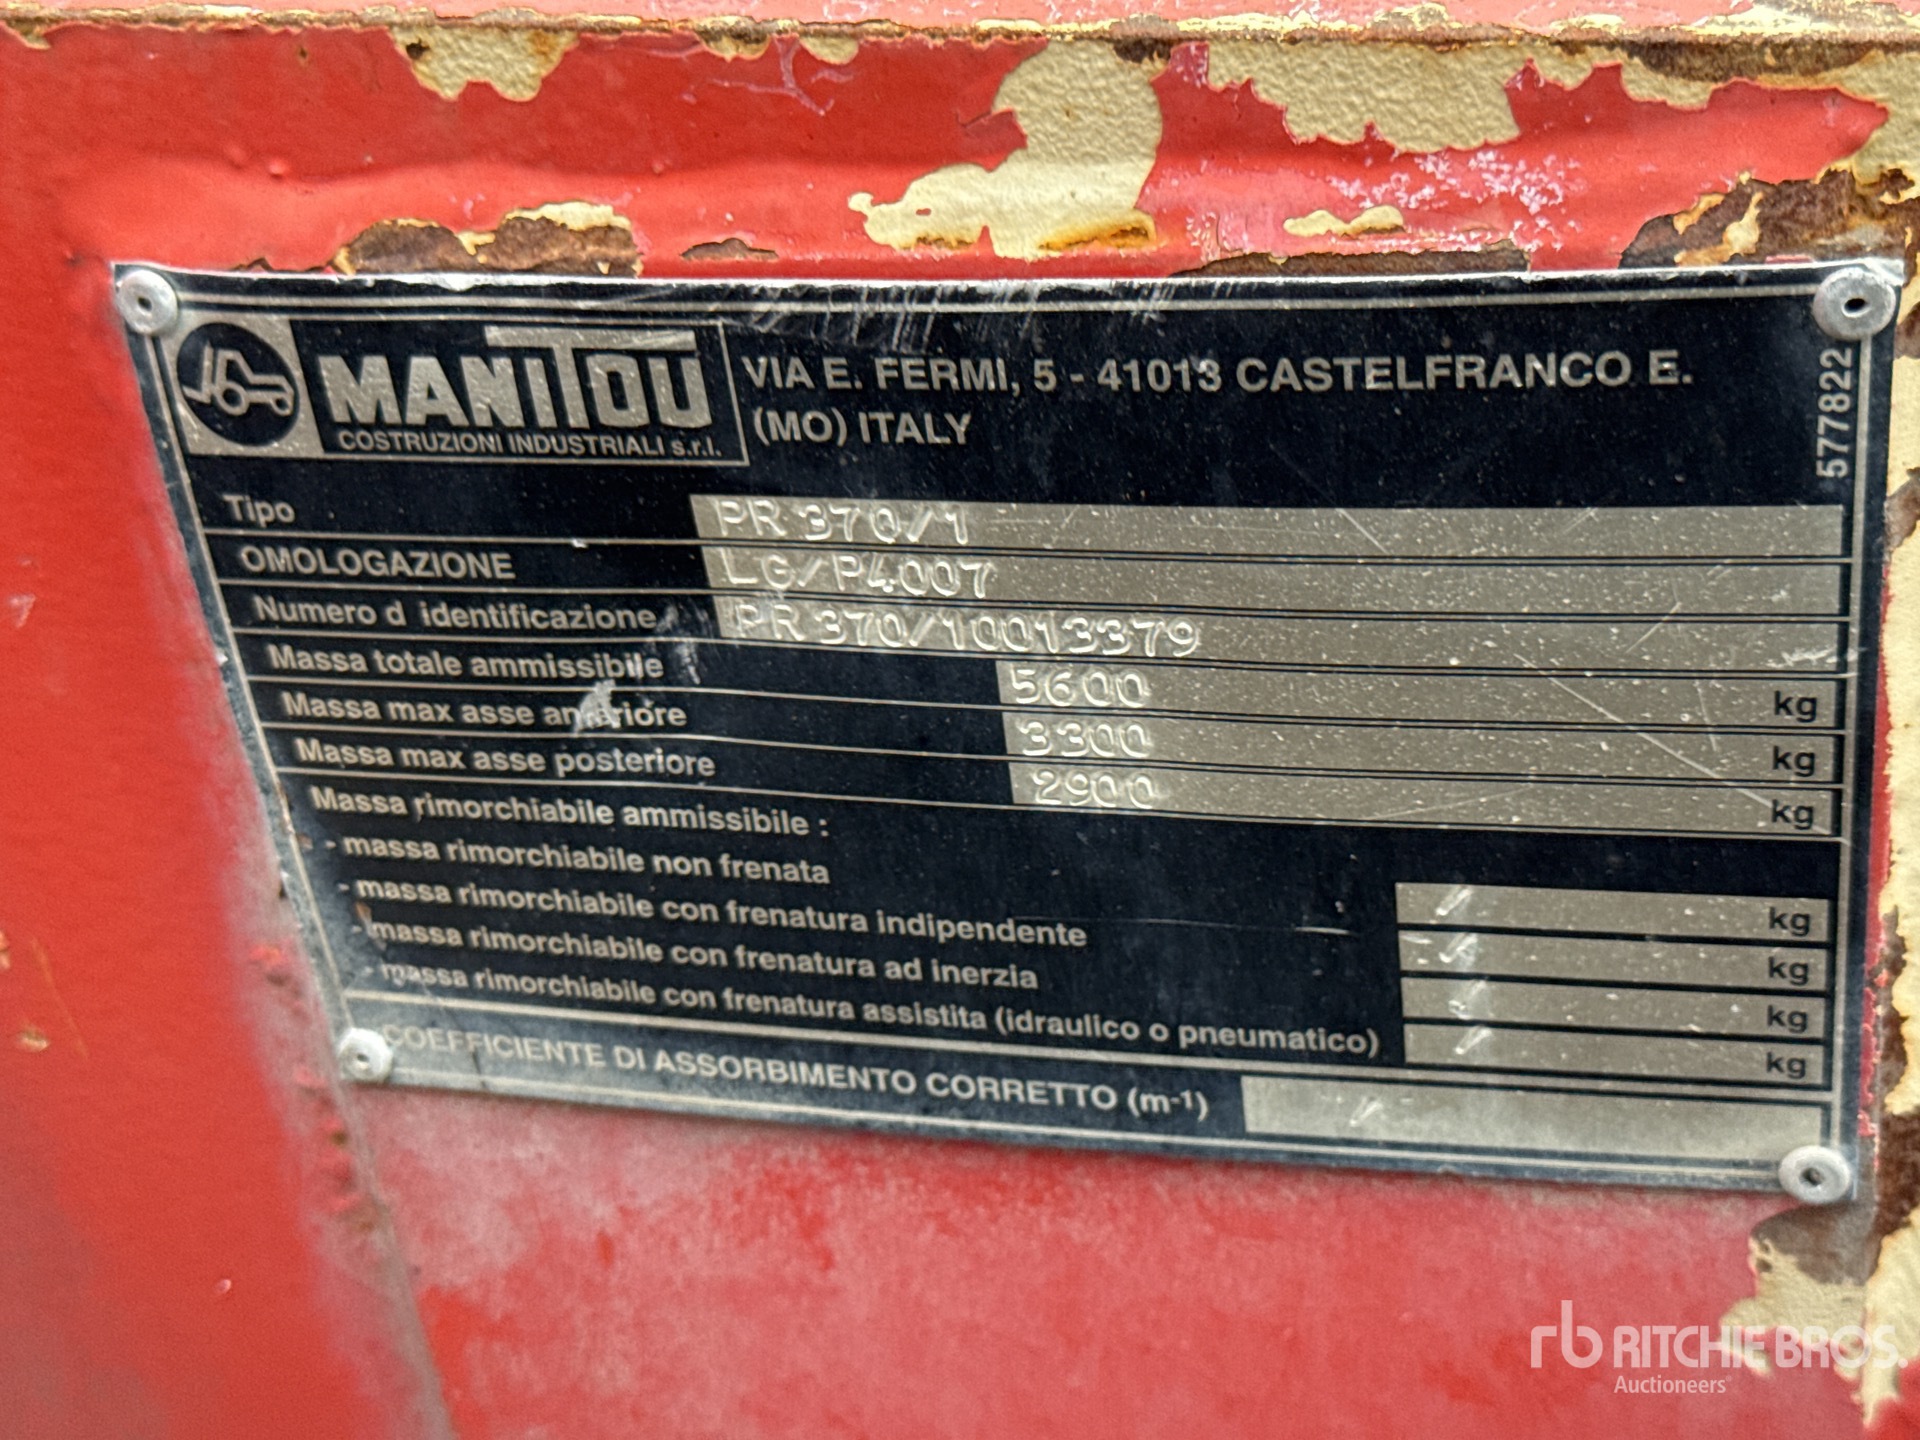 MANITOU
COSTRUZIONI INDUSTRIALI s.r.l.
VIA E. FERMI, 5 - 41013 CASTELFRANCO E.
(MO) ITALY
577822
Tipo PR 370/1
OMOLOGAZIONE LG/P4007
Numero d identificazione PR 370/10013379
Massa totale ammissibile 5600 kg
Massa max asse anteriore 3300 kg
Massa max asse posteriore 2900 kg
Massa rimorchiabile ammissibile :
- massa rimorchiabile non frenata / kg
- massa rimorchiabile con frenatura indipendente / kg
- massa rimorchiabile con frenatura ad inerzia / kg
- massa rimorchiabile con frenatura assistita (idraulico o pneumatico) / kg
COEFFICIENTE DI ASSORBIMENTO CORRETTO (m-1) /
rb RITCHIE BROS.
Auctioneers